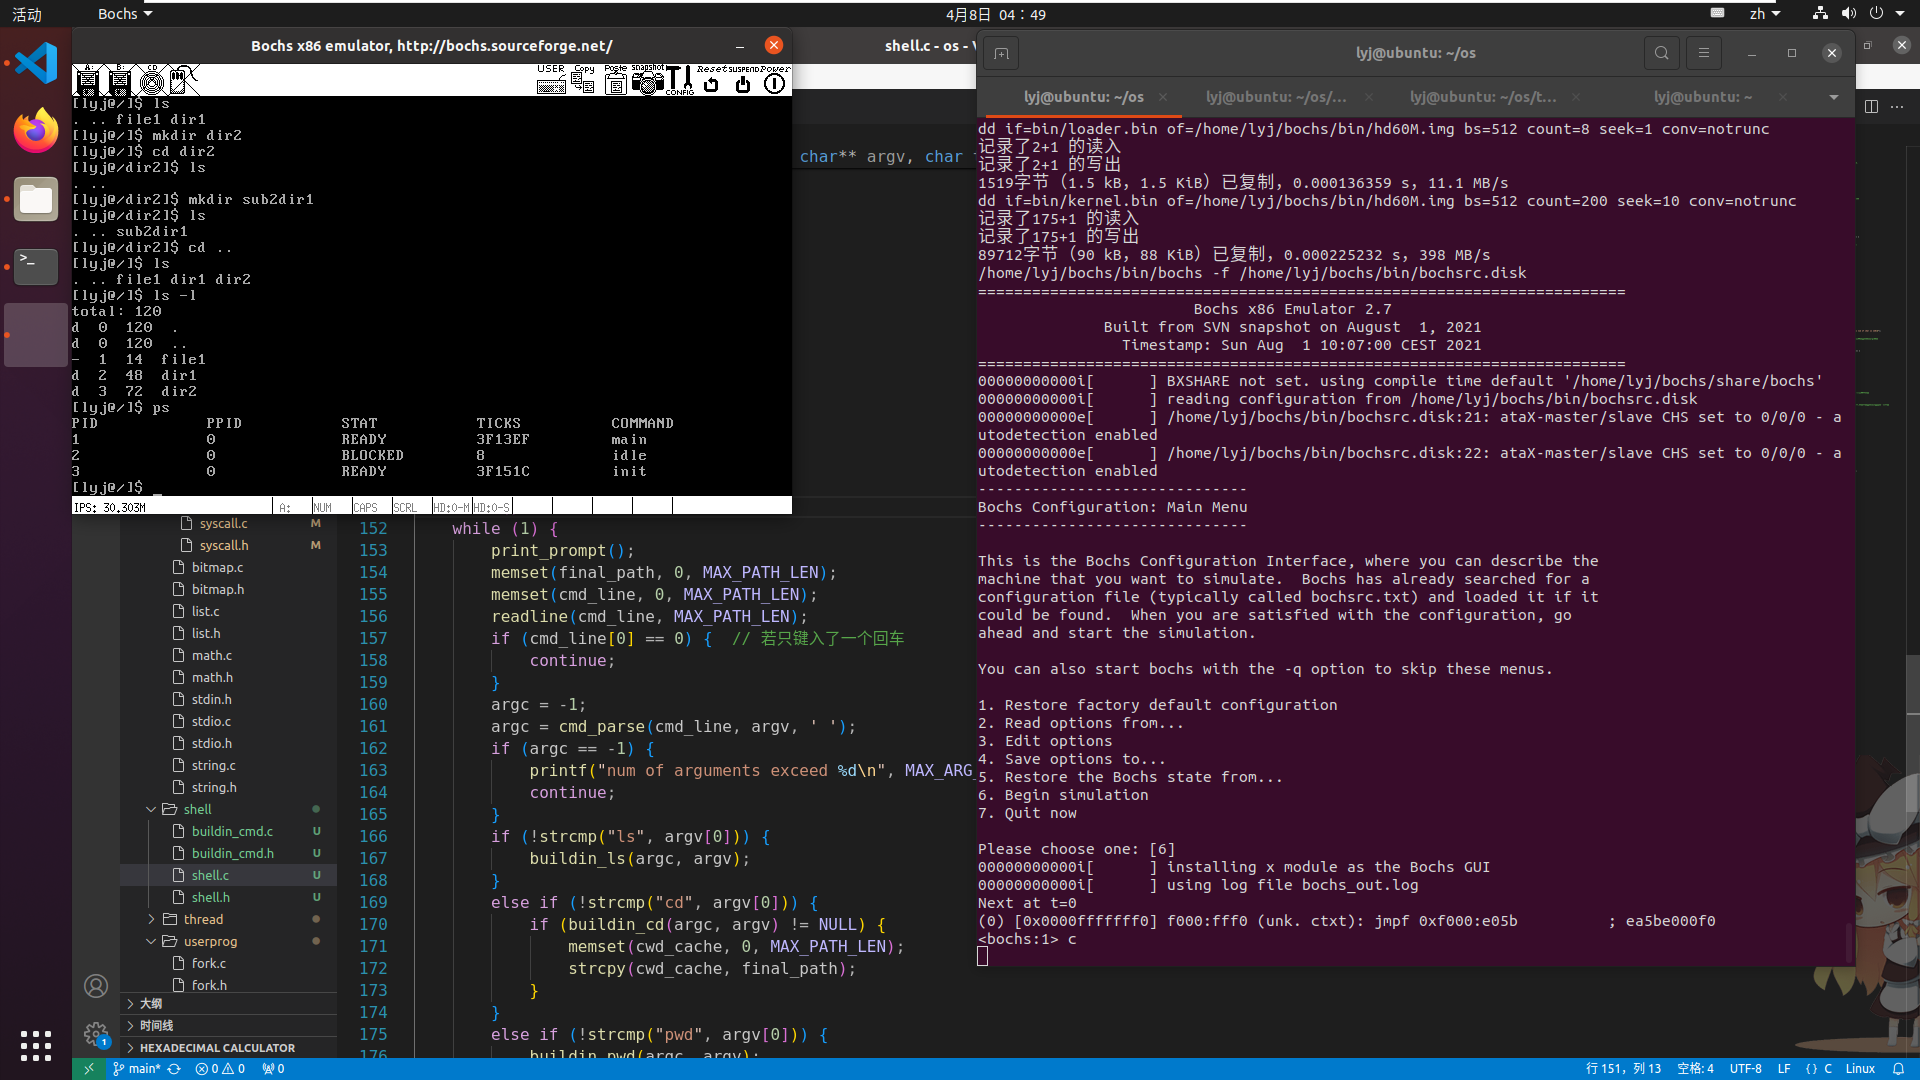 活动
Bochs
4月8日 04：49
zh
Bochs x86 emulator, http://bochs.sourceforge.net/
A:
B:
CD
USER
Copy
Paste
snapshot
CONFIG
Reset
SUSPEND
Power
[lyj@/]$ ls
. .. file1 dir1
[lyj@/]$ mkdir dir2
[lyj@/]$ cd dir2
[lyj@/dir2]$ ls
. ..
[lyj@/dir2]$ mkdir sub2dir1
[lyj@/dir2]$ ls
. .. sub2dir1
[lyj@/dir2]$ cd ..
[lyj@/]$ ls
. .. file1 dir1 dir2
[lyj@/]$ ls -l
total: 120
d  0  120  .
d  0  120  ..
-  1  14  file1
d  2  48  dir1
d  3  72  dir2
[lyj@/]$ ps
PID PPID STAT TICKS COMMAND
1 0 READY 3F13EF main
2 0 BLOCKED 8 idle
3 0 READY 3F151C init
[lyj@/]$ _
IPS: 30.303M
A:
NUM
CAPS
SCRL
HD:0-M
HD:0-S
shell.c - os - V
char** argv, char
syscall.c M
syscall.h M
bitmap.c
bitmap.h
list.c
list.h
math.c
math.h
stdin.h
stdio.c
stdio.h
string.c
string.h
shell
buildin_cmd.c U
buildin_cmd.h U
shell.c U
shell.h U
thread
userprog
fork.c
fork.h
大纲
时间线
HEXADECIMAL CALCULATOR
152 while (1) {
153 print_prompt();
154 memset(final_path, 0, MAX_PATH_LEN);
155 memset(cmd_line, 0, MAX_PATH_LEN);
156 readline(cmd_line, MAX_PATH_LEN);
157 if (cmd_line[0] == 0) {  // 若只键入了一个回车
158 continue;
159 }
160 argc = -1;
161 argc = cmd_parse(cmd_line, argv, ' ');
162 if (argc == -1) {
163 printf("num of arguments exceed %d\n", MAX_ARG_
164 continue;
165 }
166 if (!strcmp("ls", argv[0])) {
167 buildin_ls(argc, argv);
168 }
169 else if (!strcmp("cd", argv[0])) {
170 if (buildin_cd(argc, argv) != NULL) {
171 memset(cwd_cache, 0, MAX_PATH_LEN);
172 strcpy(cwd_cache, final_path);
173 }
174 }
175 else if (!strcmp("pwd", argv[0])) {
176 buildin_pwd(argc, argv);
lyj@ubuntu: ~/os
lyj@ubuntu: ~/os
lyj@ubuntu: ~/os/...
lyj@ubuntu: ~/os/t...
lyj@ubuntu: ~
dd if=bin/loader.bin of=/home/lyj/bochs/bin/hd60M.img bs=512 count=8 seek=1 conv=notrunc
记录了2+1 的读入
记录了2+1 的写出
1519字节（1.5 kB，1.5 KiB）已复制，0.000136359 s，11.1 MB/s
dd if=bin/kernel.bin of=/home/lyj/bochs/bin/hd60M.img bs=512 count=200 seek=10 conv=notrunc
记录了175+1 的读入
记录了175+1 的写出
89712字节（90 kB，88 KiB）已复制，0.000225232 s，398 MB/s
/home/lyj/bochs/bin/bochs -f /home/lyj/bochs/bin/bochsrc.disk
========================================================================
Bochs x86 Emulator 2.7
Built from SVN snapshot on August  1, 2021
Timestamp: Sun Aug  1 10:07:00 CEST 2021
========================================================================
00000000000i[      ] BXSHARE not set. using compile time default '/home/lyj/bochs/share/bochs'
00000000000i[      ] reading configuration from /home/lyj/bochs/bin/bochsrc.disk
00000000000e[      ] /home/lyj/bochs/bin/bochsrc.disk:21: ataX-master/slave CHS set to 0/0/0 - a
utodetection enabled
00000000000e[      ] /home/lyj/bochs/bin/bochsrc.disk:22: ataX-master/slave CHS set to 0/0/0 - a
utodetection enabled
------------------------------
Bochs Configuration: Main Menu
------------------------------
This is the Bochs Configuration Interface, where you can describe the
machine that you want to simulate.  Bochs has already searched for a
configuration file (typically called bochsrc.txt) and loaded it if it
could be found.  When you are satisfied with the configuration, go
ahead and start the simulation.
You can also start bochs with the -q option to skip these menus.
1. Restore factory default configuration
2. Read options from...
3. Edit options
4. Save options to...
5. Restore the Bochs state from...
6. Begin simulation
7. Quit now
Please choose one: [6]
00000000000i[      ] installing x module as the Bochs GUI
00000000000i[      ] using log file bochs_out.log
Next at t=0
(0) [0x0000fffffff0] f000:fff0 (unk. ctxt): jmpf 0xf000:e05b          ; ea5be000f0
<bochs:1> c
1
main*
0 0
0
行 151，列 13
空格: 4
UTF-8
LF
{ } C
Linux